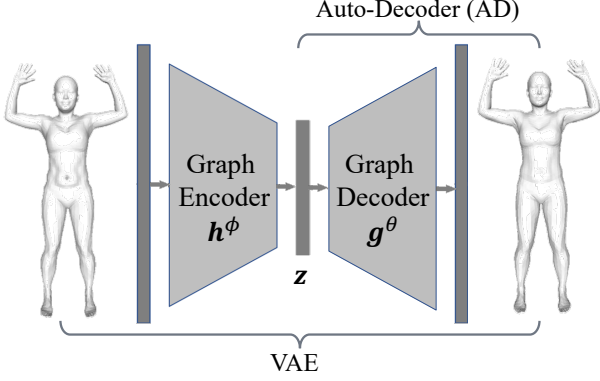 Auto-Decoder (AD)
Graph
Encoder
h^ϕ
Graph
Decoder
g^θ
z
VAE